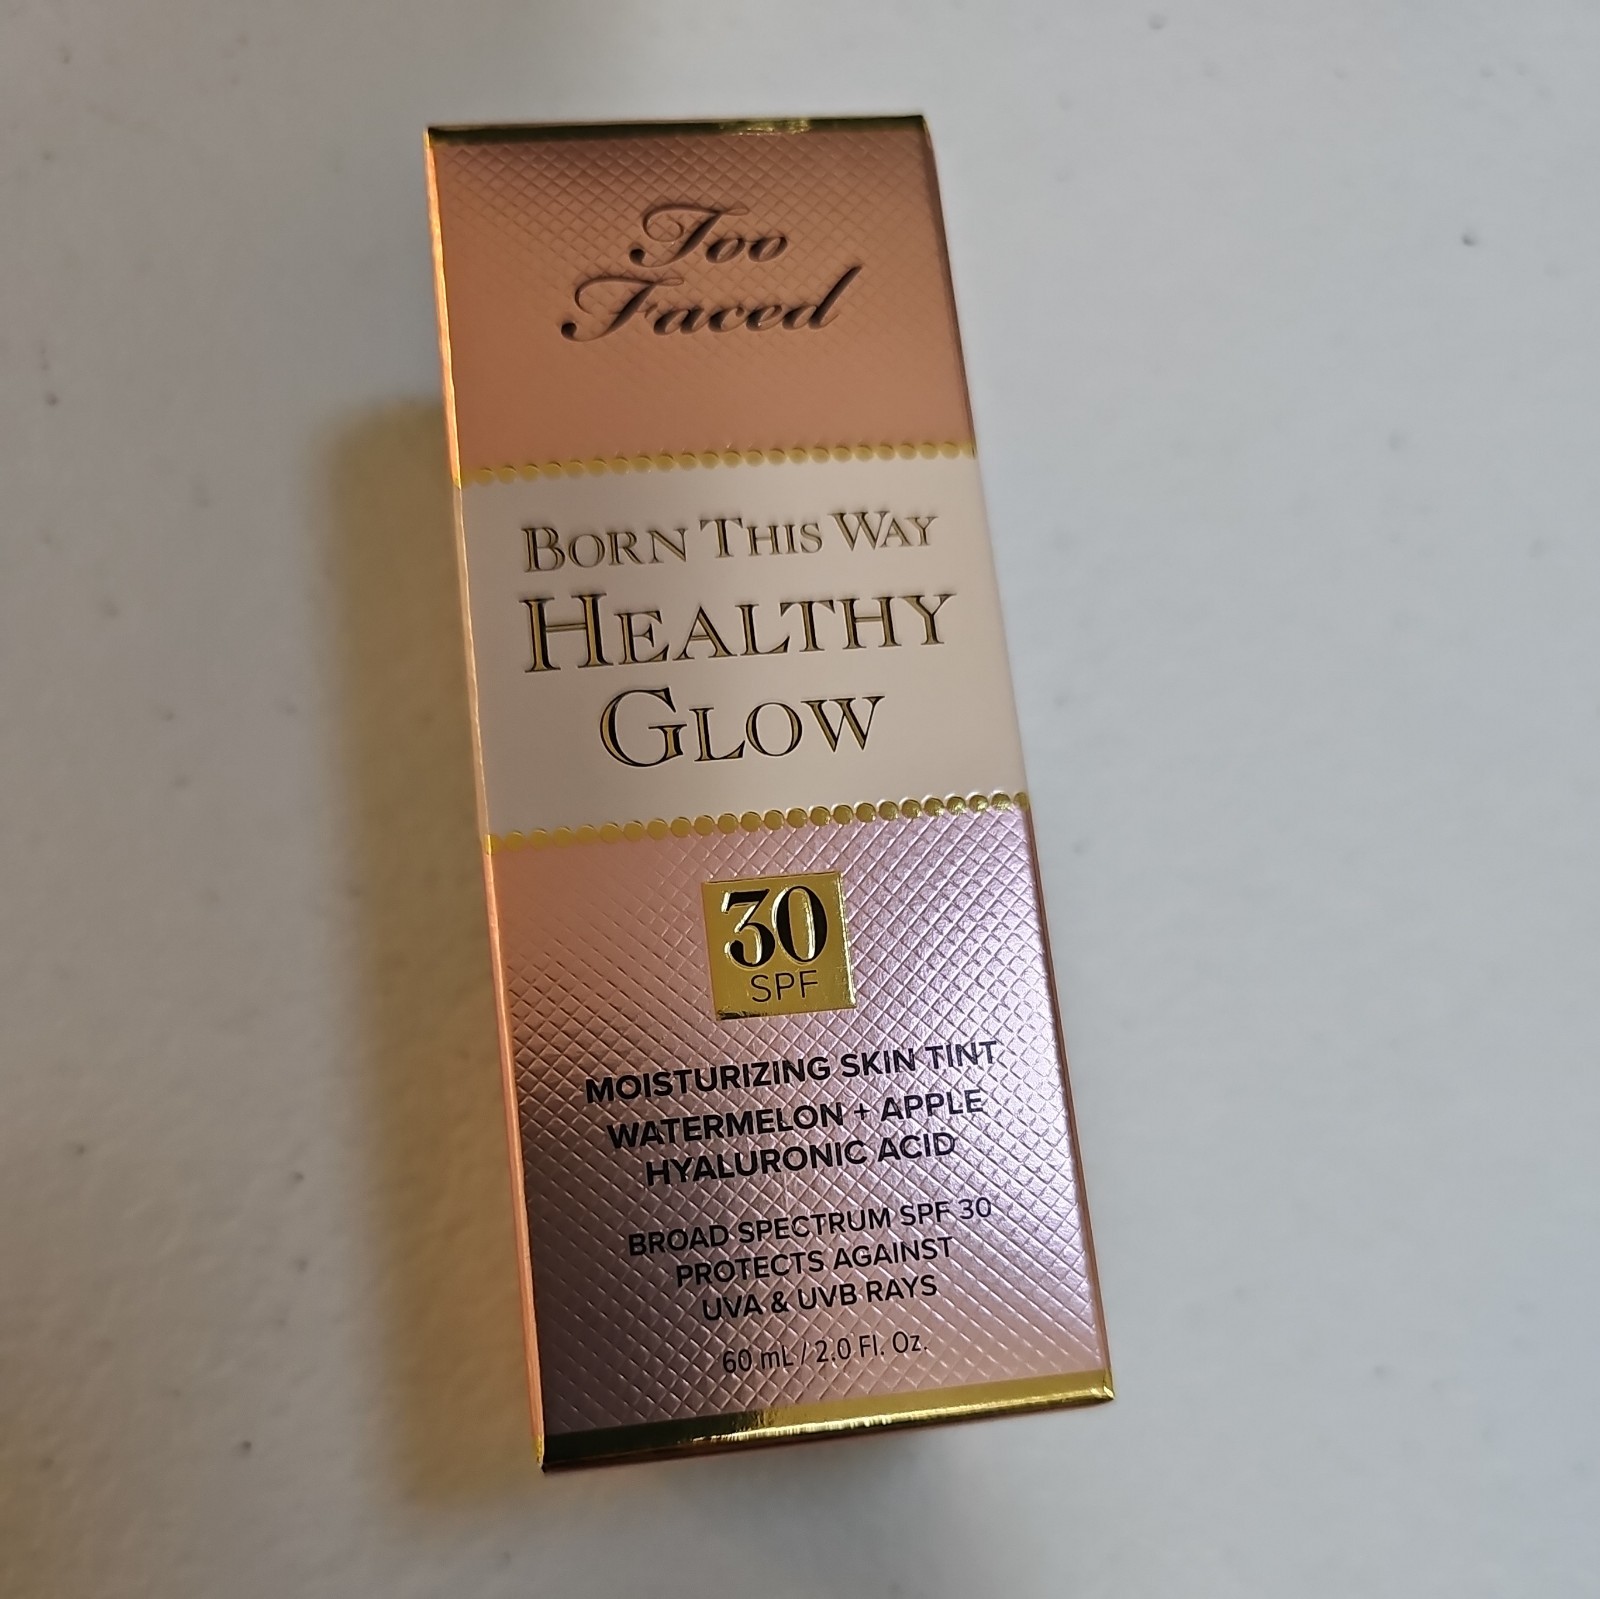 Too
Faced
BORN THIS WAY
HEALTHY
GLOW
30
SPF
MOISTURIZING SKIN TINT
WATERMELON + APPLE
HYALURONIC ACID
BROAD SPECTRUM SPF 30
PROTECTS AGAINST
UVA & UVB RAYS
60 mL / 2.0 Fl. Oz.